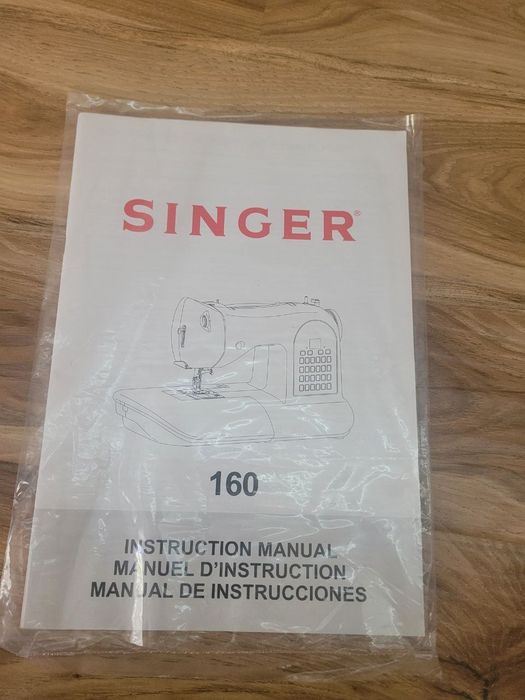 SINGER®
160
INSTRUCTION MANUAL
MANUEL D'INSTRUCTION
MANUAL DE INSTRUCCIONES